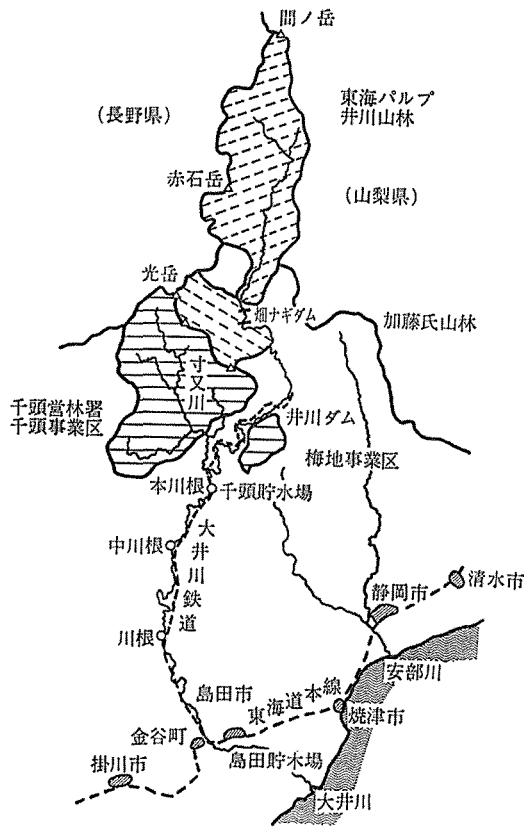 間ノ岳
東海パルプ
井川山林
(長野県)
赤石岳
(山梨県)
光岳
畑ナギダム
加藤氏山林
寸又川
千頭営林署
千頭事業区
井川ダム
梅地事業区
本川根
千頭貯水場
大井川鉄道
中川根
静岡市
清水市
川根
安部川
島田市
東海道本線
焼津市
金谷町
島田貯木場
掛川市
大井川